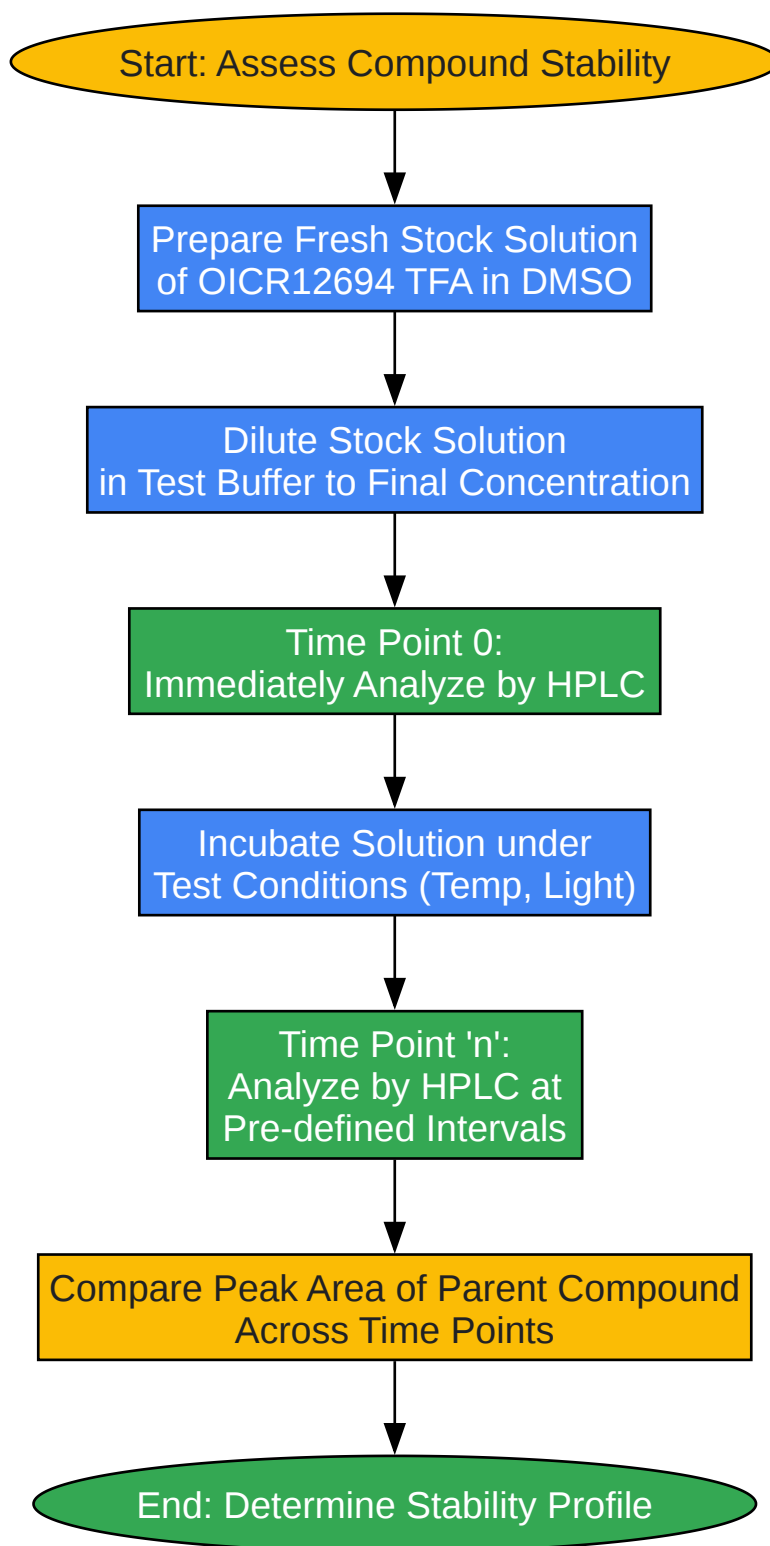 Start: Assess Compound Stability
Prepare Fresh Stock Solution
of OICR12694 TFA in DMSO
Dilute Stock Solution
in Test Buffer to Final Concentration
Time Point 0:
Immediately Analyze by HPLC
Incubate Solution under
Test Conditions (Temp, Light)
Time Point 'n':
Analyze by HPLC at
Pre-defined Intervals
Compare Peak Area of Parent Compound
Across Time Points
End: Determine Stability Profile